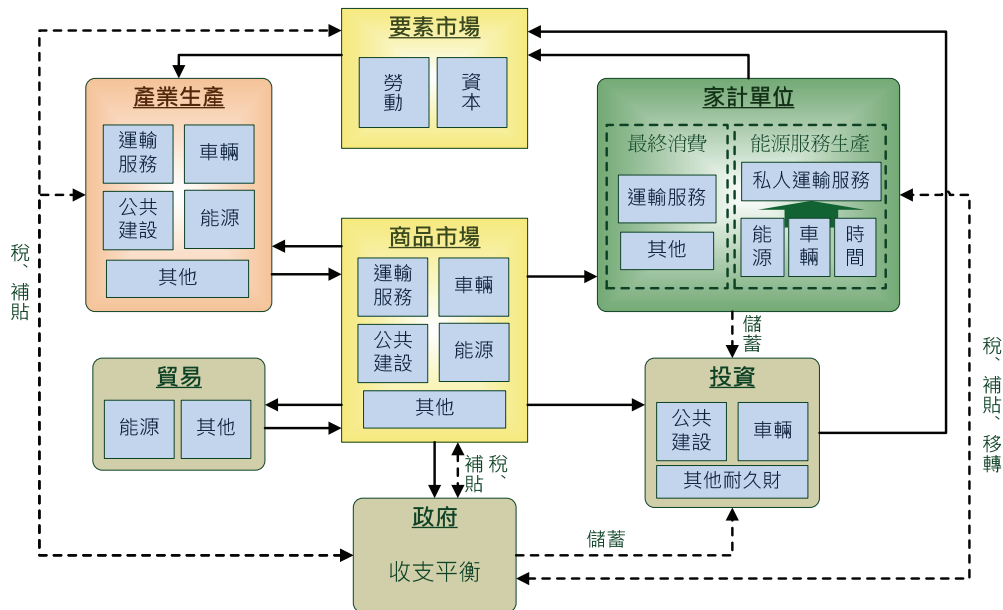 要素市場
勞動
資本
產業生產
運輸
服務
車輛
公共
建設
能源
其他
家計單位
最終消費
運輸服務
其他
能源服務生產
私人運輸服務
能源
車輛
時間
商品市場
運輸
服務
車輛
公共
建設
能源
其他
稅、補貼
儲蓄
貿易
能源
其他
投資
公共
建設
車輛
其他耐久財
稅、補貼、移轉
稅、
補貼
政府
收支平衡
儲蓄